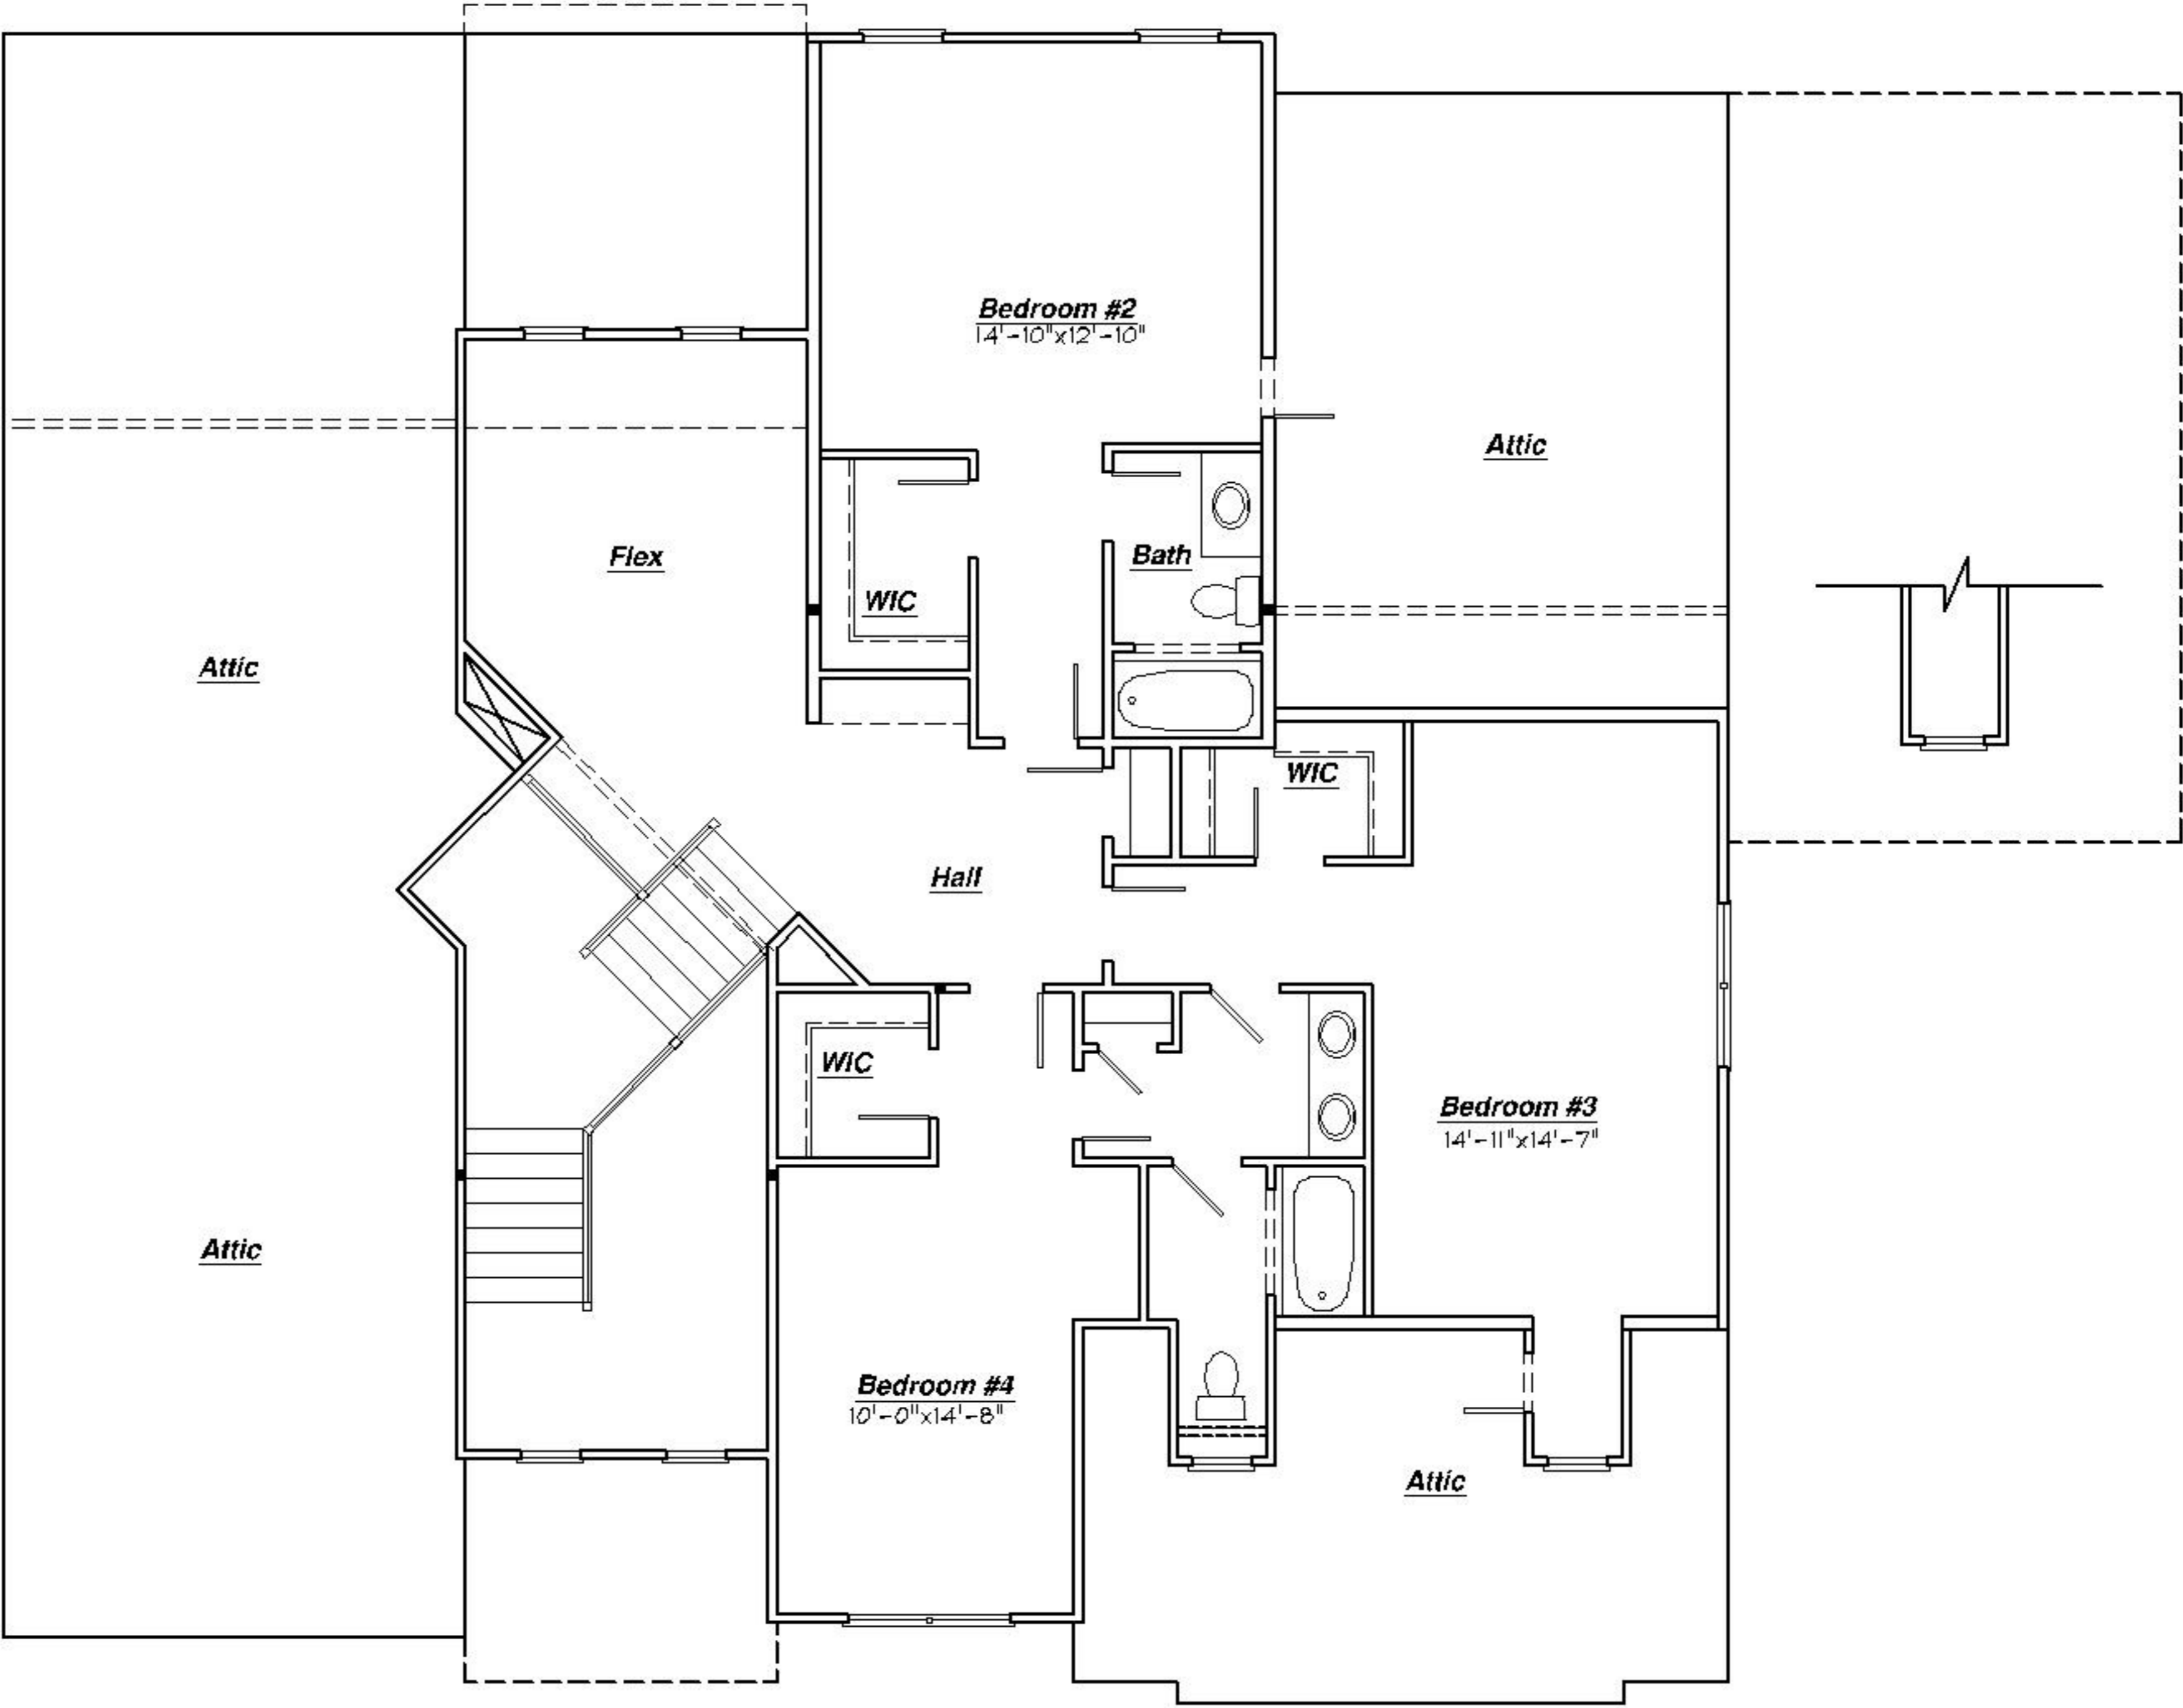 Bedroom #2
14'-10"x12'-10"
Attic
Flex
Bath
WIC
Attic
WIC
Hall
WIC
Bedroom #3
14'-11"x14'-7"
Attic
Bedroom #4
10'-0"x14'-8"
Attic